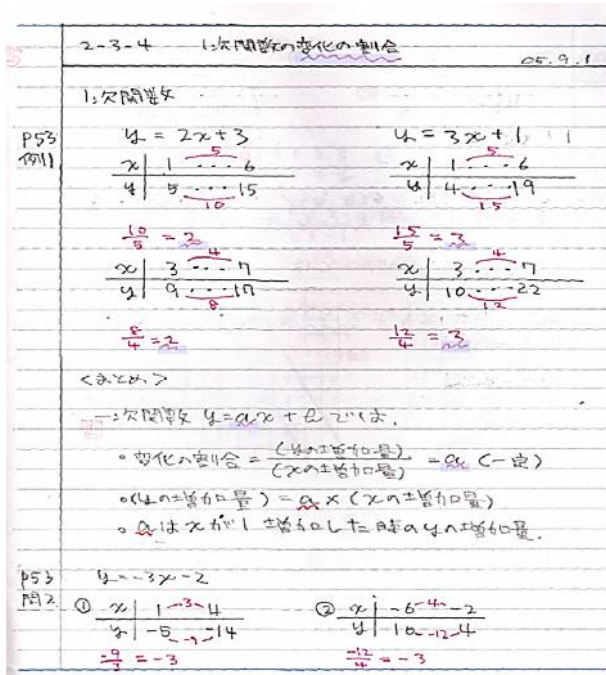 2-3-4 1次関数の変化の割合 05.9.1
1次関数
P53 例1 y = 2x+3 y = 3x+1
5 5
x 1 ・・・ 6 x 1 ・・・ 6
y 5 ・・・ 15 y 4 ・・・ 19
10 15
10/5 = 2 15/5 = 3
4 4
x 3 ・・・ 7 x 3 ・・・ 7
y 9 ・・・ 17 y 10 ・・・ 22
8 12
8/4 = 2 12/4 = 3
<まとめ>
一次関数 y=ax+bでは、
・変化の割合 = (yの増加量)/(xの増加量) = a (一定)
・(yの増加量) = a × (xの増加量)
・aはxが1増加した時のyの増加量.
P53 問2 y=-3x-2
① x 1 3 4 ② x -6 4 -2
y -5 -9 -14 y 16 -12 4
-9/3 = -3 -12/4 = -3